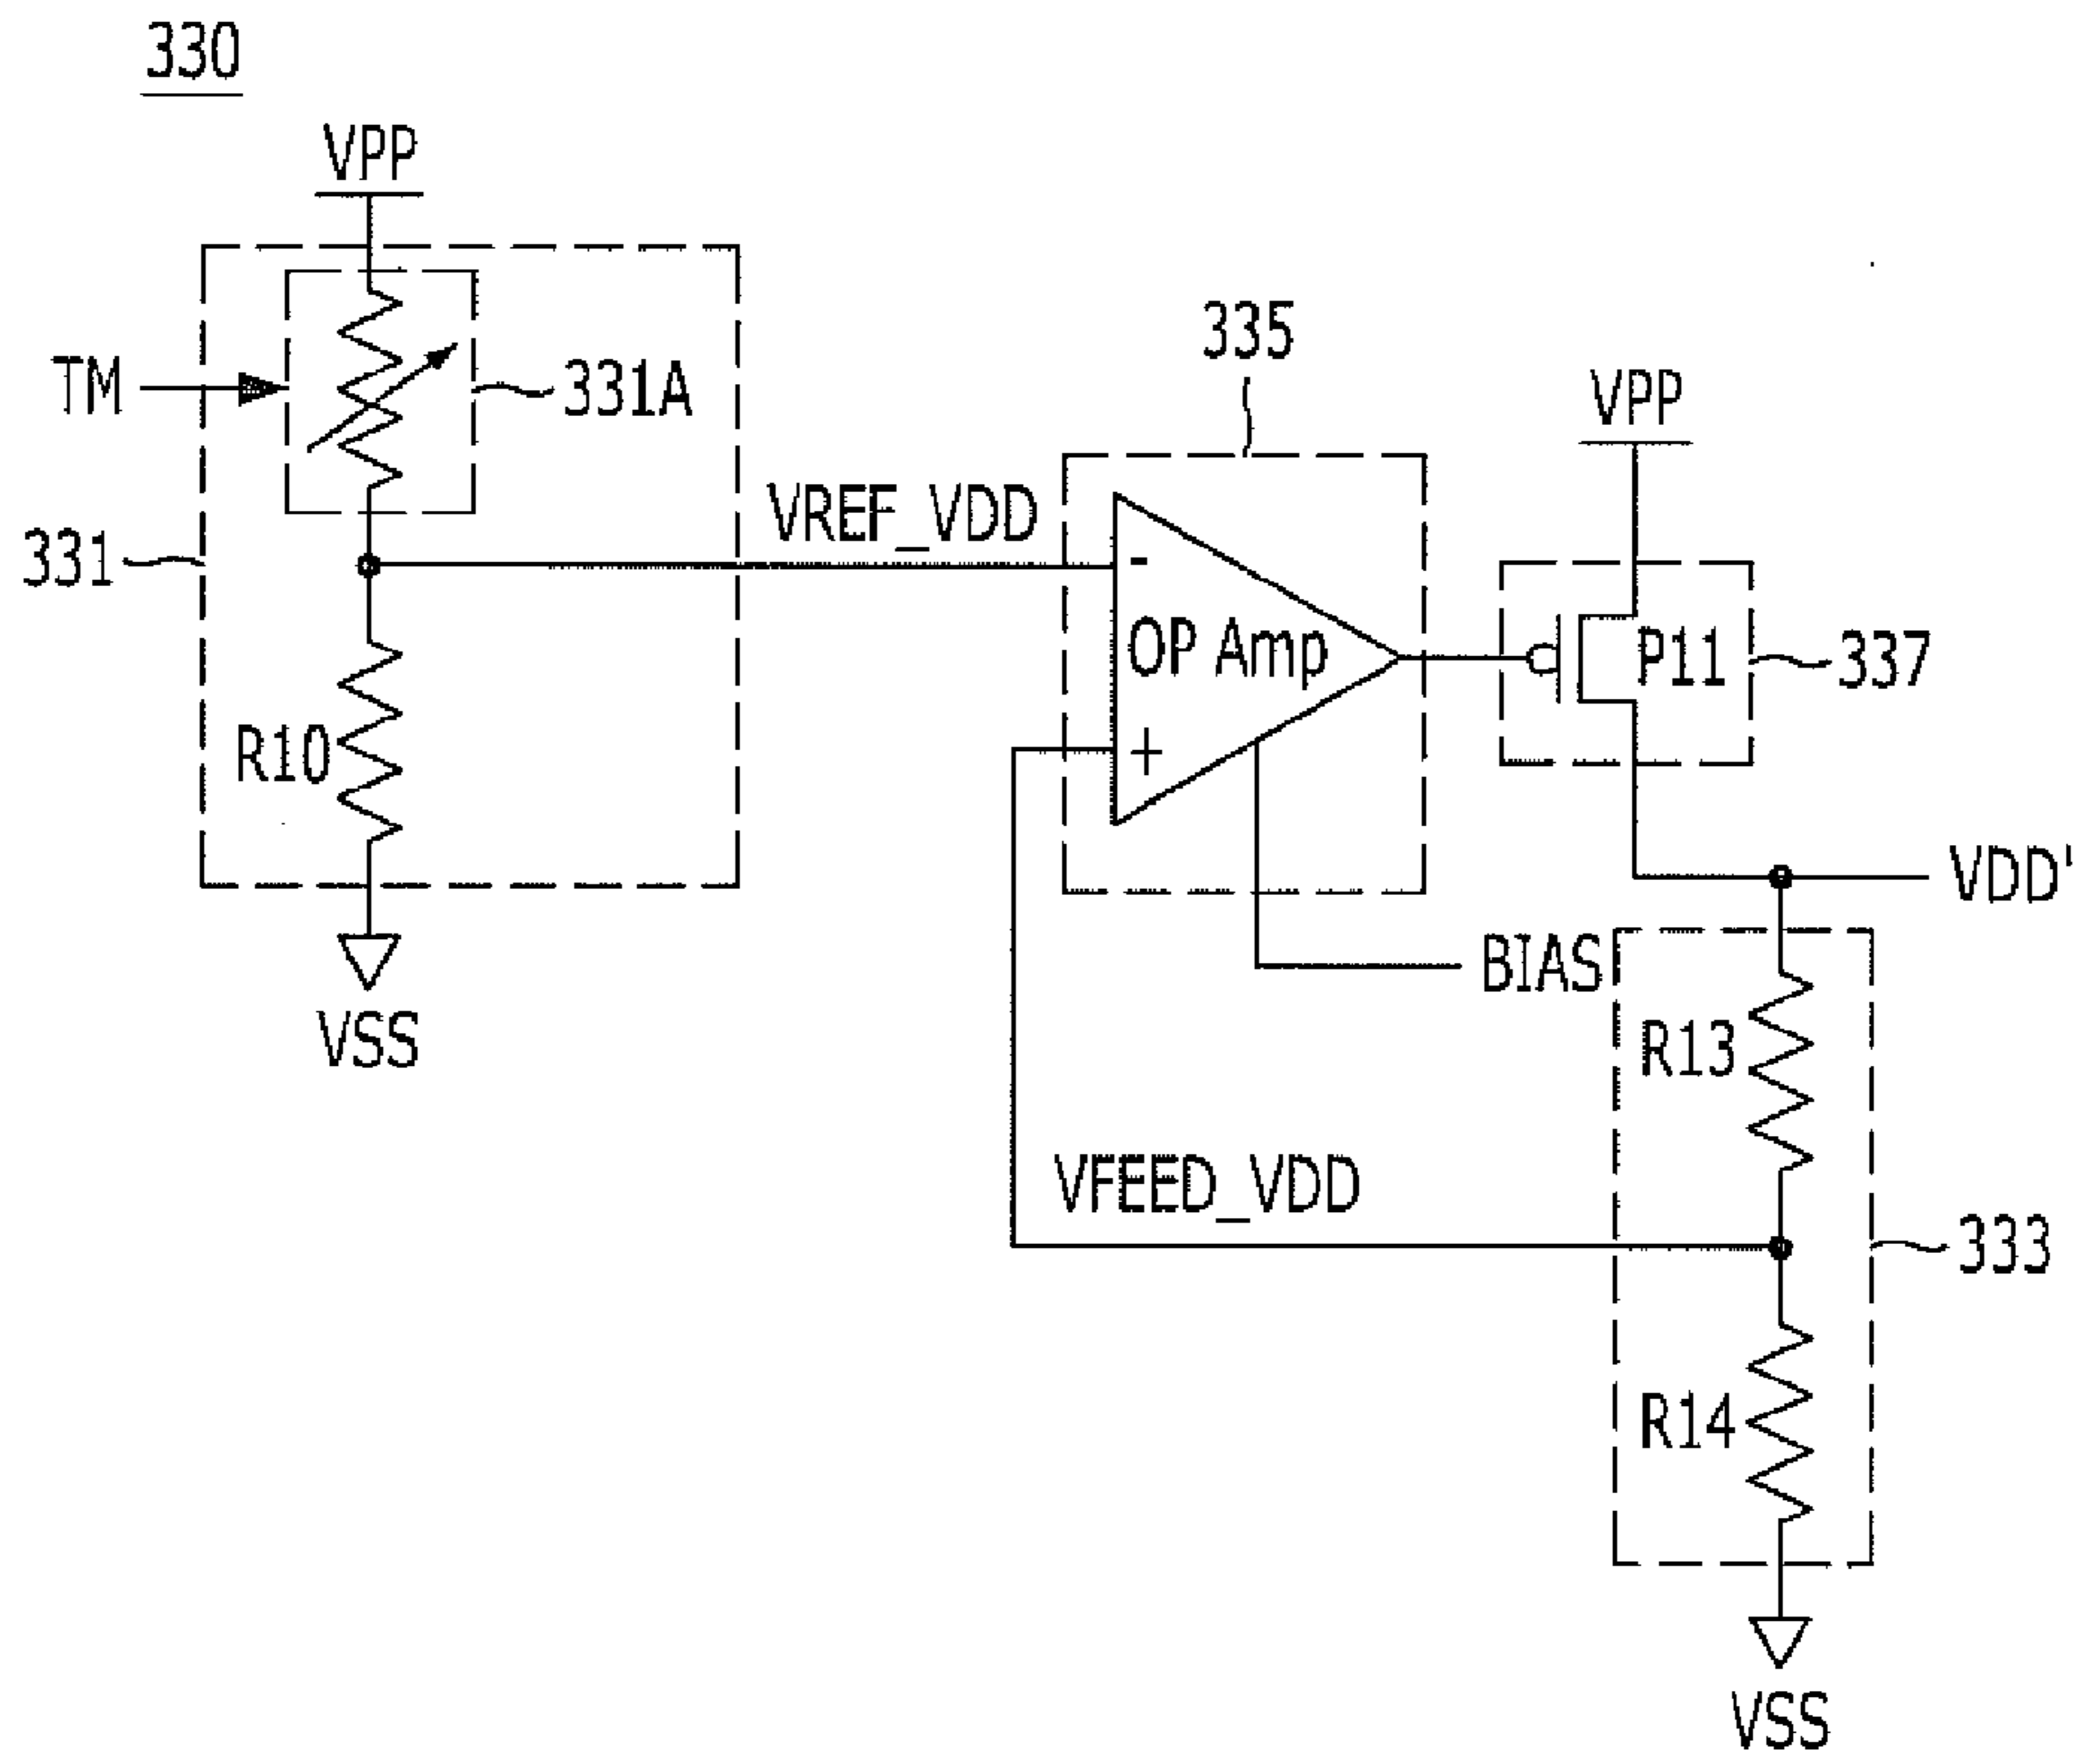 330
VPP
TM
331A
331
VREF_VDD
335
-
OP Amp
+
VPP
P11
337
R10
VSS
VDD'
BIAS
R13
VFEED_VDD
333
R14
VSS